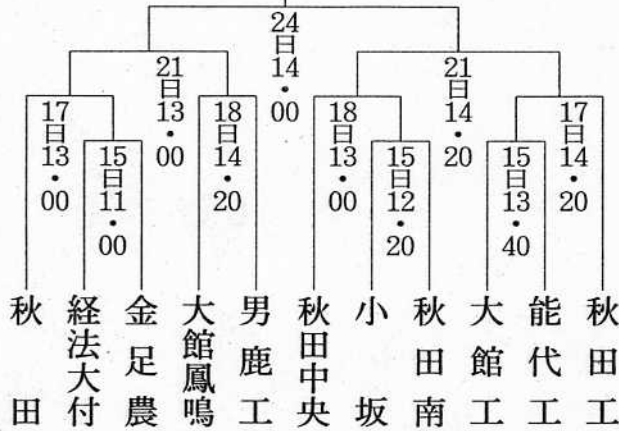 24日14・00
21日13・00
21日14・20
17日13・00
18日14・20
18日13・00
17日14・20
15日11・00
15日12・20
15日13・40
秋田
経法大付
金足農
大館鳳鳴
男鹿工
秋田中央
小坂
秋田南
大館工
能代工
秋田工